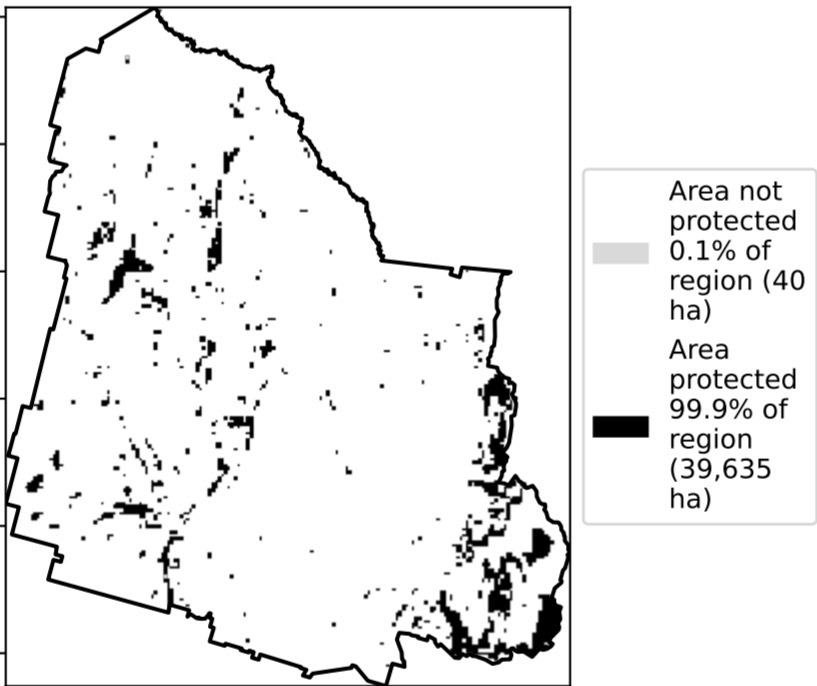 Area not
protected
0.1% of
region (40
ha)
Area
protected
99.9% of
region
(39,635
ha)